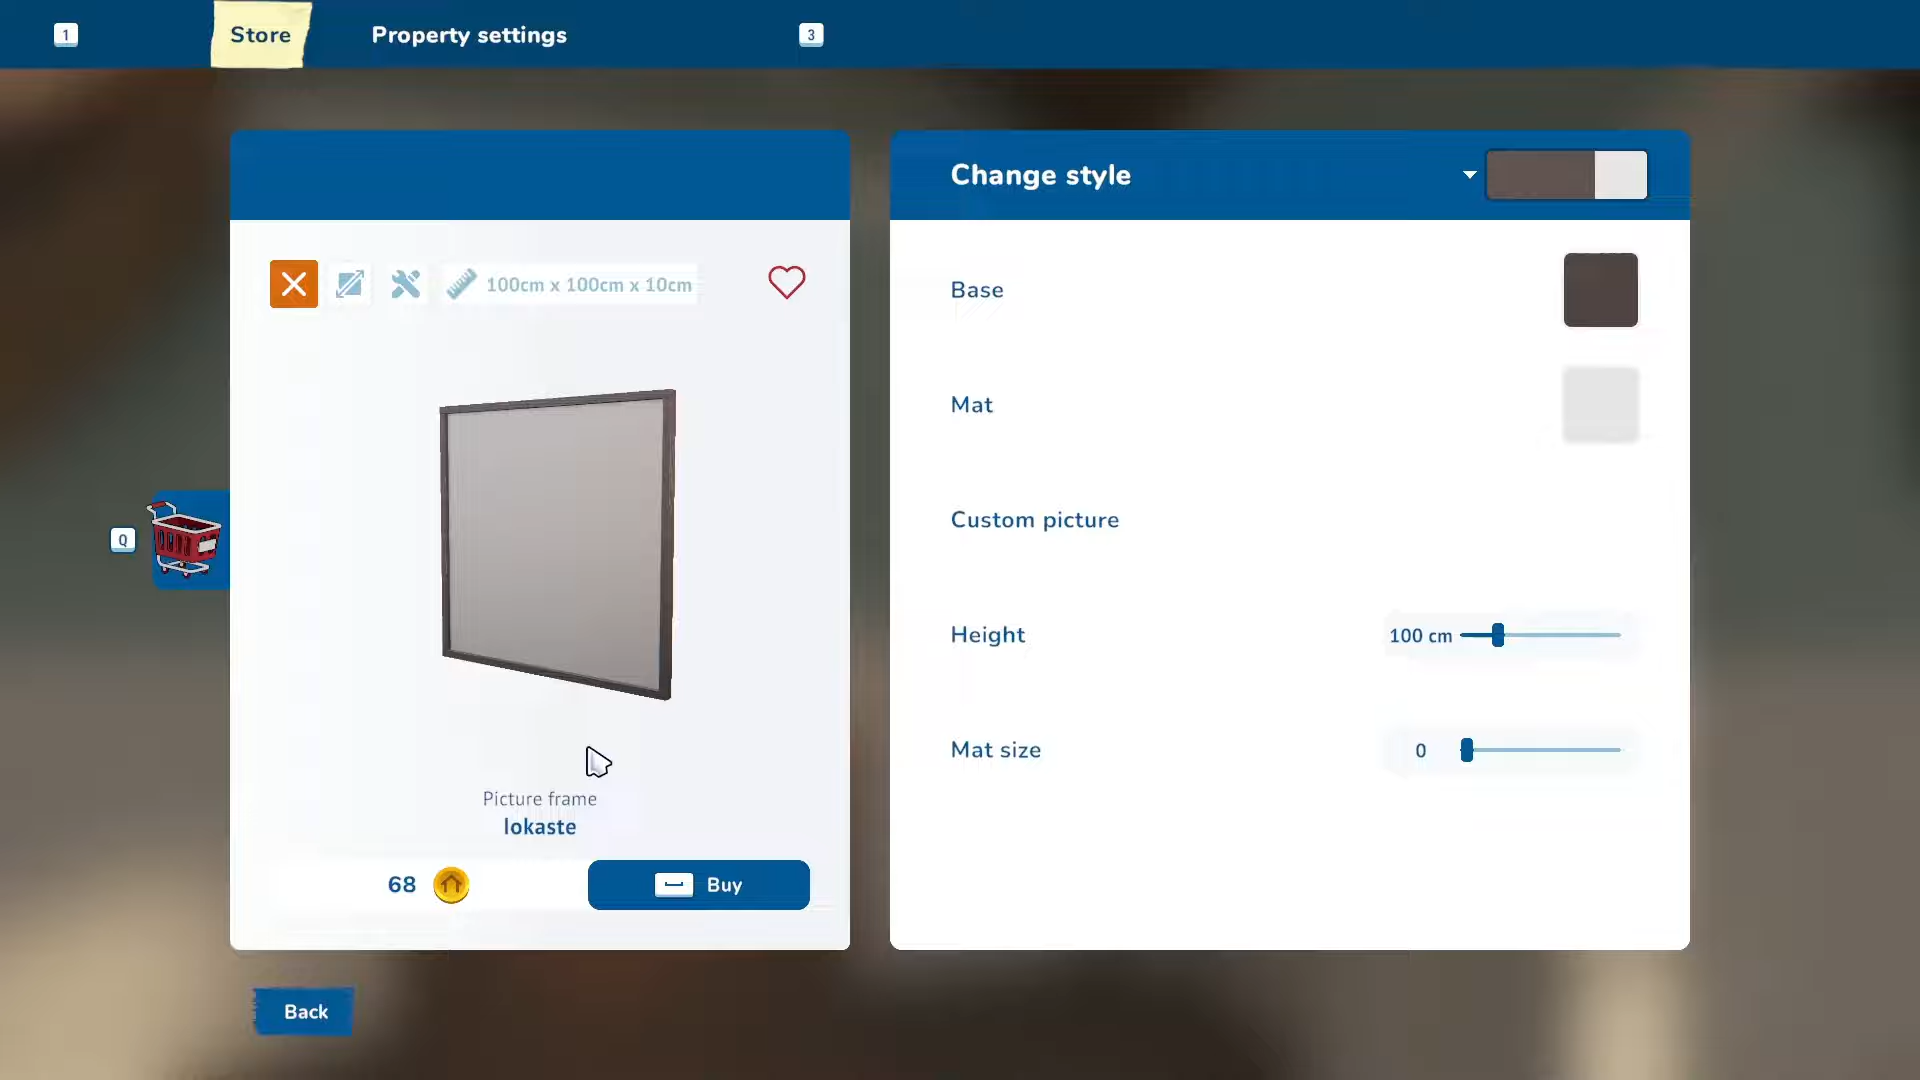 1
Store
Property settings
3
Change style
100cm x 100cm x 10cm
Base
Mat
Custom picture
Q
Height
100 cm
Mat size
0
Picture frame
lokaste
68
Buy
Back